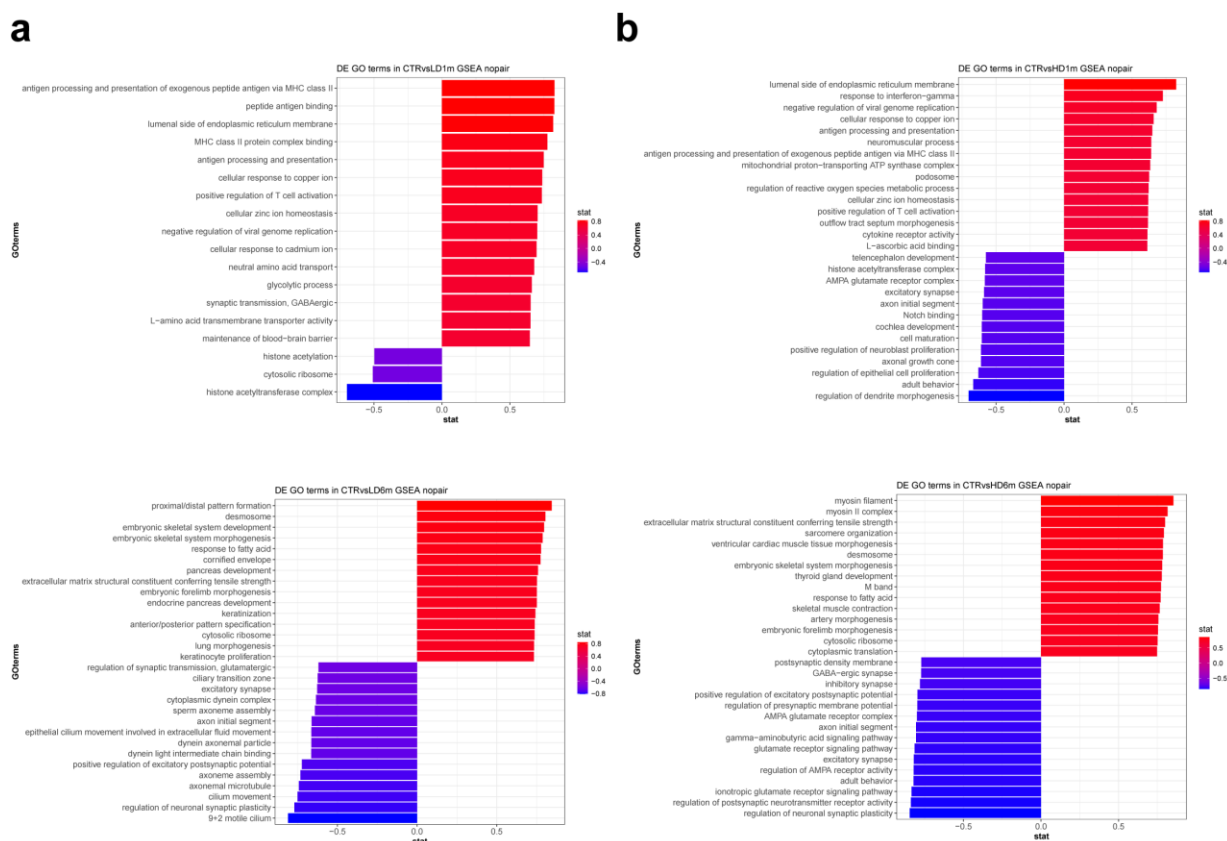 a
DE GO terms in CTRvsLD1m GSEA nopair
antigen processing and presentation of exogenous peptide antigen via MHC class II
peptide antigen binding
lumenal side of endoplasmic reticulum membrane
MHC class II protein complex binding
antigen processing and presentation
cellular response to copper ion
positive regulation of T cell activation
cellular zinc ion homeostasis
negative regulation of viral genome replication
cellular response to cadmium ion
neutral amino acid transport
glycolytic process
synaptic transmission, GABAergic
L−amino acid transmembrane transporter activity
maintenance of blood−brain barrier
histone acetylation
cytosolic ribosome
histone acetyltransferase complex
GOterms
−0.5 0.0 0.5
stat
stat
0.8
0.4
0.0
−0.4
b
DE GO terms in CTRvsHD1m GSEA nopair
lumenal side of endoplasmic reticulum membrane
response to interferon−gamma
negative regulation of viral genome replication
cellular response to copper ion
antigen processing and presentation
neuromuscular process
antigen processing and presentation of exogenous peptide antigen via MHC class II
mitochondrial proton−transporting ATP synthase complex
podosome
regulation of reactive oxygen species metabolic process
cellular zinc ion homeostasis
positive regulation of T cell activation
outflow tract septum morphogenesis
cytokine receptor activity
L−ascorbic acid binding
telencephalon development
histone acetyltransferase complex
AMPA glutamate receptor complex
excitatory synapse
axon initial segment
Notch binding
cochlea development
cell maturation
positive regulation of neuroblast proliferation
axonal growth cone
regulation of epithelial cell proliferation
adult behavior
regulation of dendrite morphogenesis
GOterms
−0.5 0.0 0.5
stat
stat
0.8
0.4
0.0
−0.4
DE GO terms in CTRvsLD6m GSEA nopair
proximal/distal pattern formation
desmosome
embryonic skeletal system development
embryonic skeletal system morphogenesis
response to fatty acid
cornified envelope
pancreas development
extracellular matrix structural constituent conferring tensile strength
embryonic forelimb morphogenesis
endocrine pancreas development
keratinization
anterior/posterior pattern specification
cytosolic ribosome
lung morphogenesis
keratinocyte proliferation
regulation of synaptic transmission, glutamatergic
ciliary transition zone
excitatory synapse
cytoplasmic dynein complex
sperm axoneme assembly
axon initial segment
epithelial cilium movement involved in extracellular fluid movement
dynein axonemal particle
dynein light intermediate chain binding
positive regulation of excitatory postsynaptic potential
axoneme assembly
axonemal microtubule
cilium movement
regulation of neuronal synaptic plasticity
9+2 motile cilium
GOterms
−0.5 0.0 0.5
stat
stat
0.8
0.4
0.0
−0.4
−0.8
DE GO terms in CTRvsHD6m GSEA nopair
myosin filament
myosin II complex
extracellular matrix structural constituent conferring tensile strength
sarcomere organization
ventricular cardiac muscle tissue morphogenesis
desmosome
embryonic skeletal system morphogenesis
thyroid gland development
M band
response to fatty acid
skeletal muscle contraction
artery morphogenesis
embryonic forelimb morphogenesis
cytosolic ribosome
cytoplasmic translation
postsynaptic density membrane
GABA−ergic synapse
inhibitory synapse
positive regulation of excitatory postsynaptic potential
regulation of presynaptic membrane potential
AMPA glutamate receptor complex
axon initial segment
gamma−aminobutyric acid signaling pathway
glutamate receptor signaling pathway
excitatory synapse
regulation of AMPA receptor activity
adult behavior
ionotropic glutamate receptor signaling pathway
regulation of postsynaptic neurotransmitter receptor activity
regulation of neuronal synaptic plasticity
GOterms
−0.5 0.0 0.5
stat
stat
0.5
0.0
−0.5